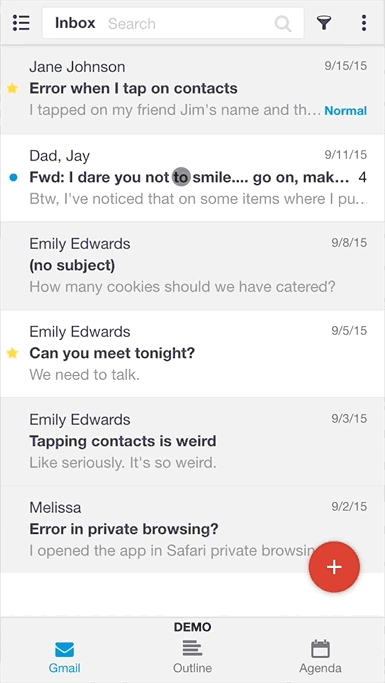 Inbox Search
Jane Johnson 9/15/15
Error when I tap on contacts
I tapped on my friend Jim's name and th... Normal
Dad, Jay 9/11/15
Fwd: I dare you not to smile.... go on, mak... 4
Btw, I've noticed that on some items where I pu...
Emily Edwards 9/8/15
(no subject)
How many cookies should we have catered?
Emily Edwards 9/5/15
Can you meet tonight?
We need to talk.
Emily Edwards 9/3/15
Tapping contacts is weird
Like seriously. It's so weird.
Melissa 9/2/15
Error in private browsing?
I opened the app in Safari private browsin
DEMO
Gmail Outline Agenda